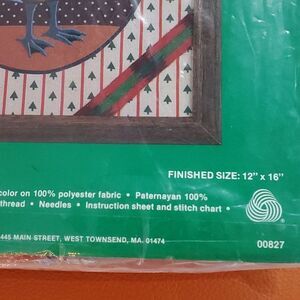 FINISHED SIZE: 12" x 16"
color on 100% polyester fabric • Paternayan 100%
thread • Needles • Instruction sheet and stitch chart •
445 MAIN STREET, WEST TOWNSEND, MA. 01474
00827